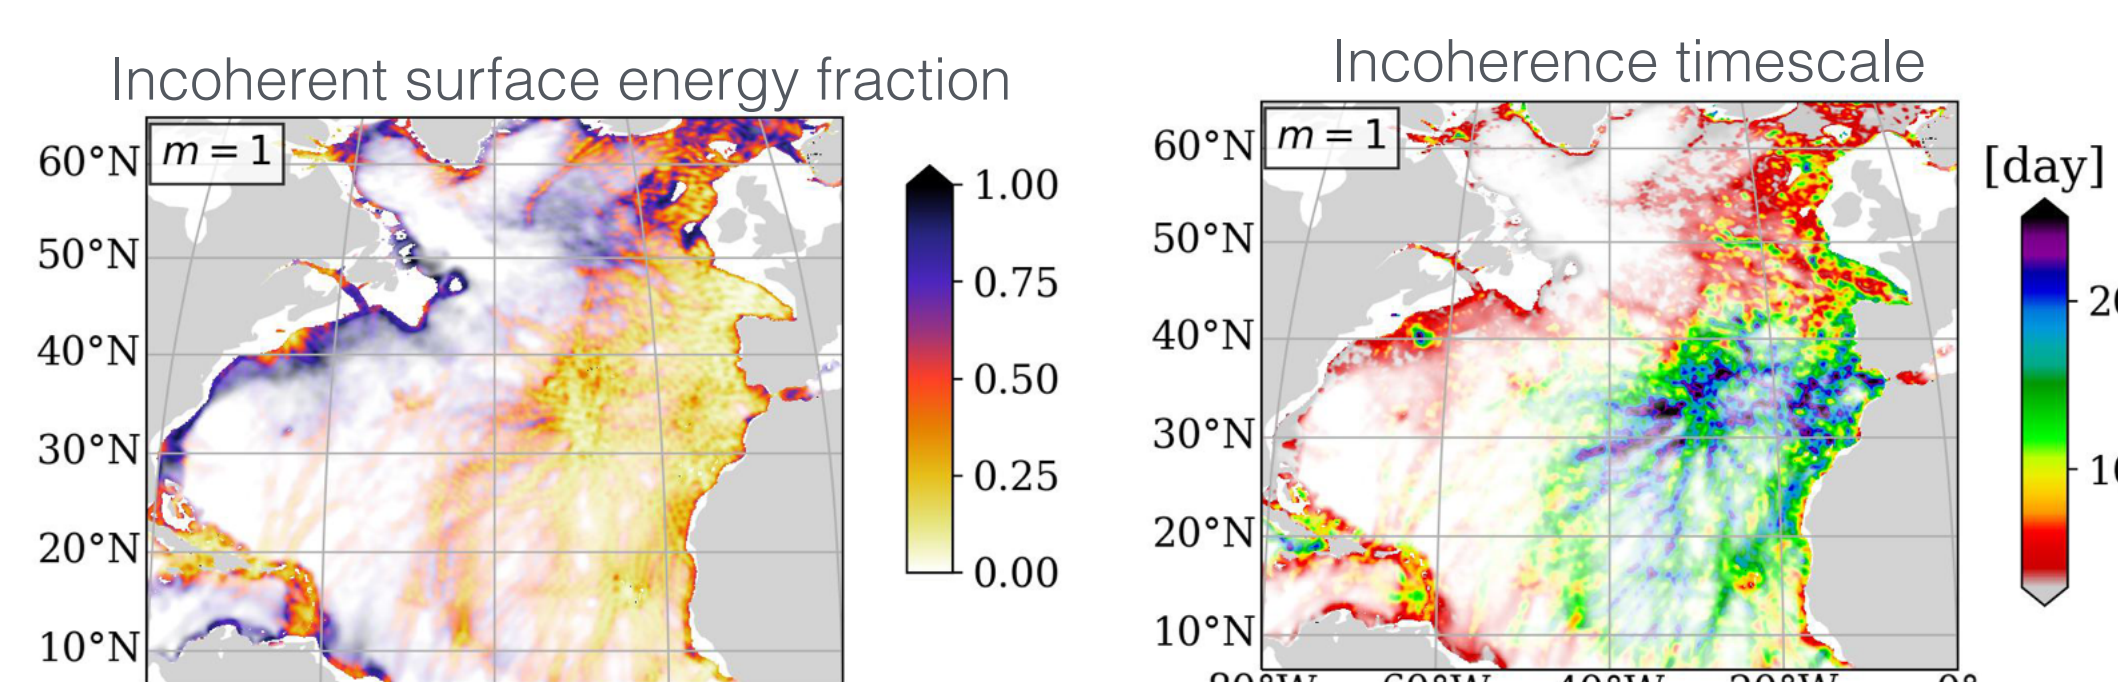 Incoherent surface energy fraction
m = 1
60°N
50°N
40°N
30°N
20°N
10°N
1.00
0.75
0.50
0.25
0.00
Incoherence timescale
m = 1
60°N
50°N
40°N
30°N
20°N
10°N
[day]